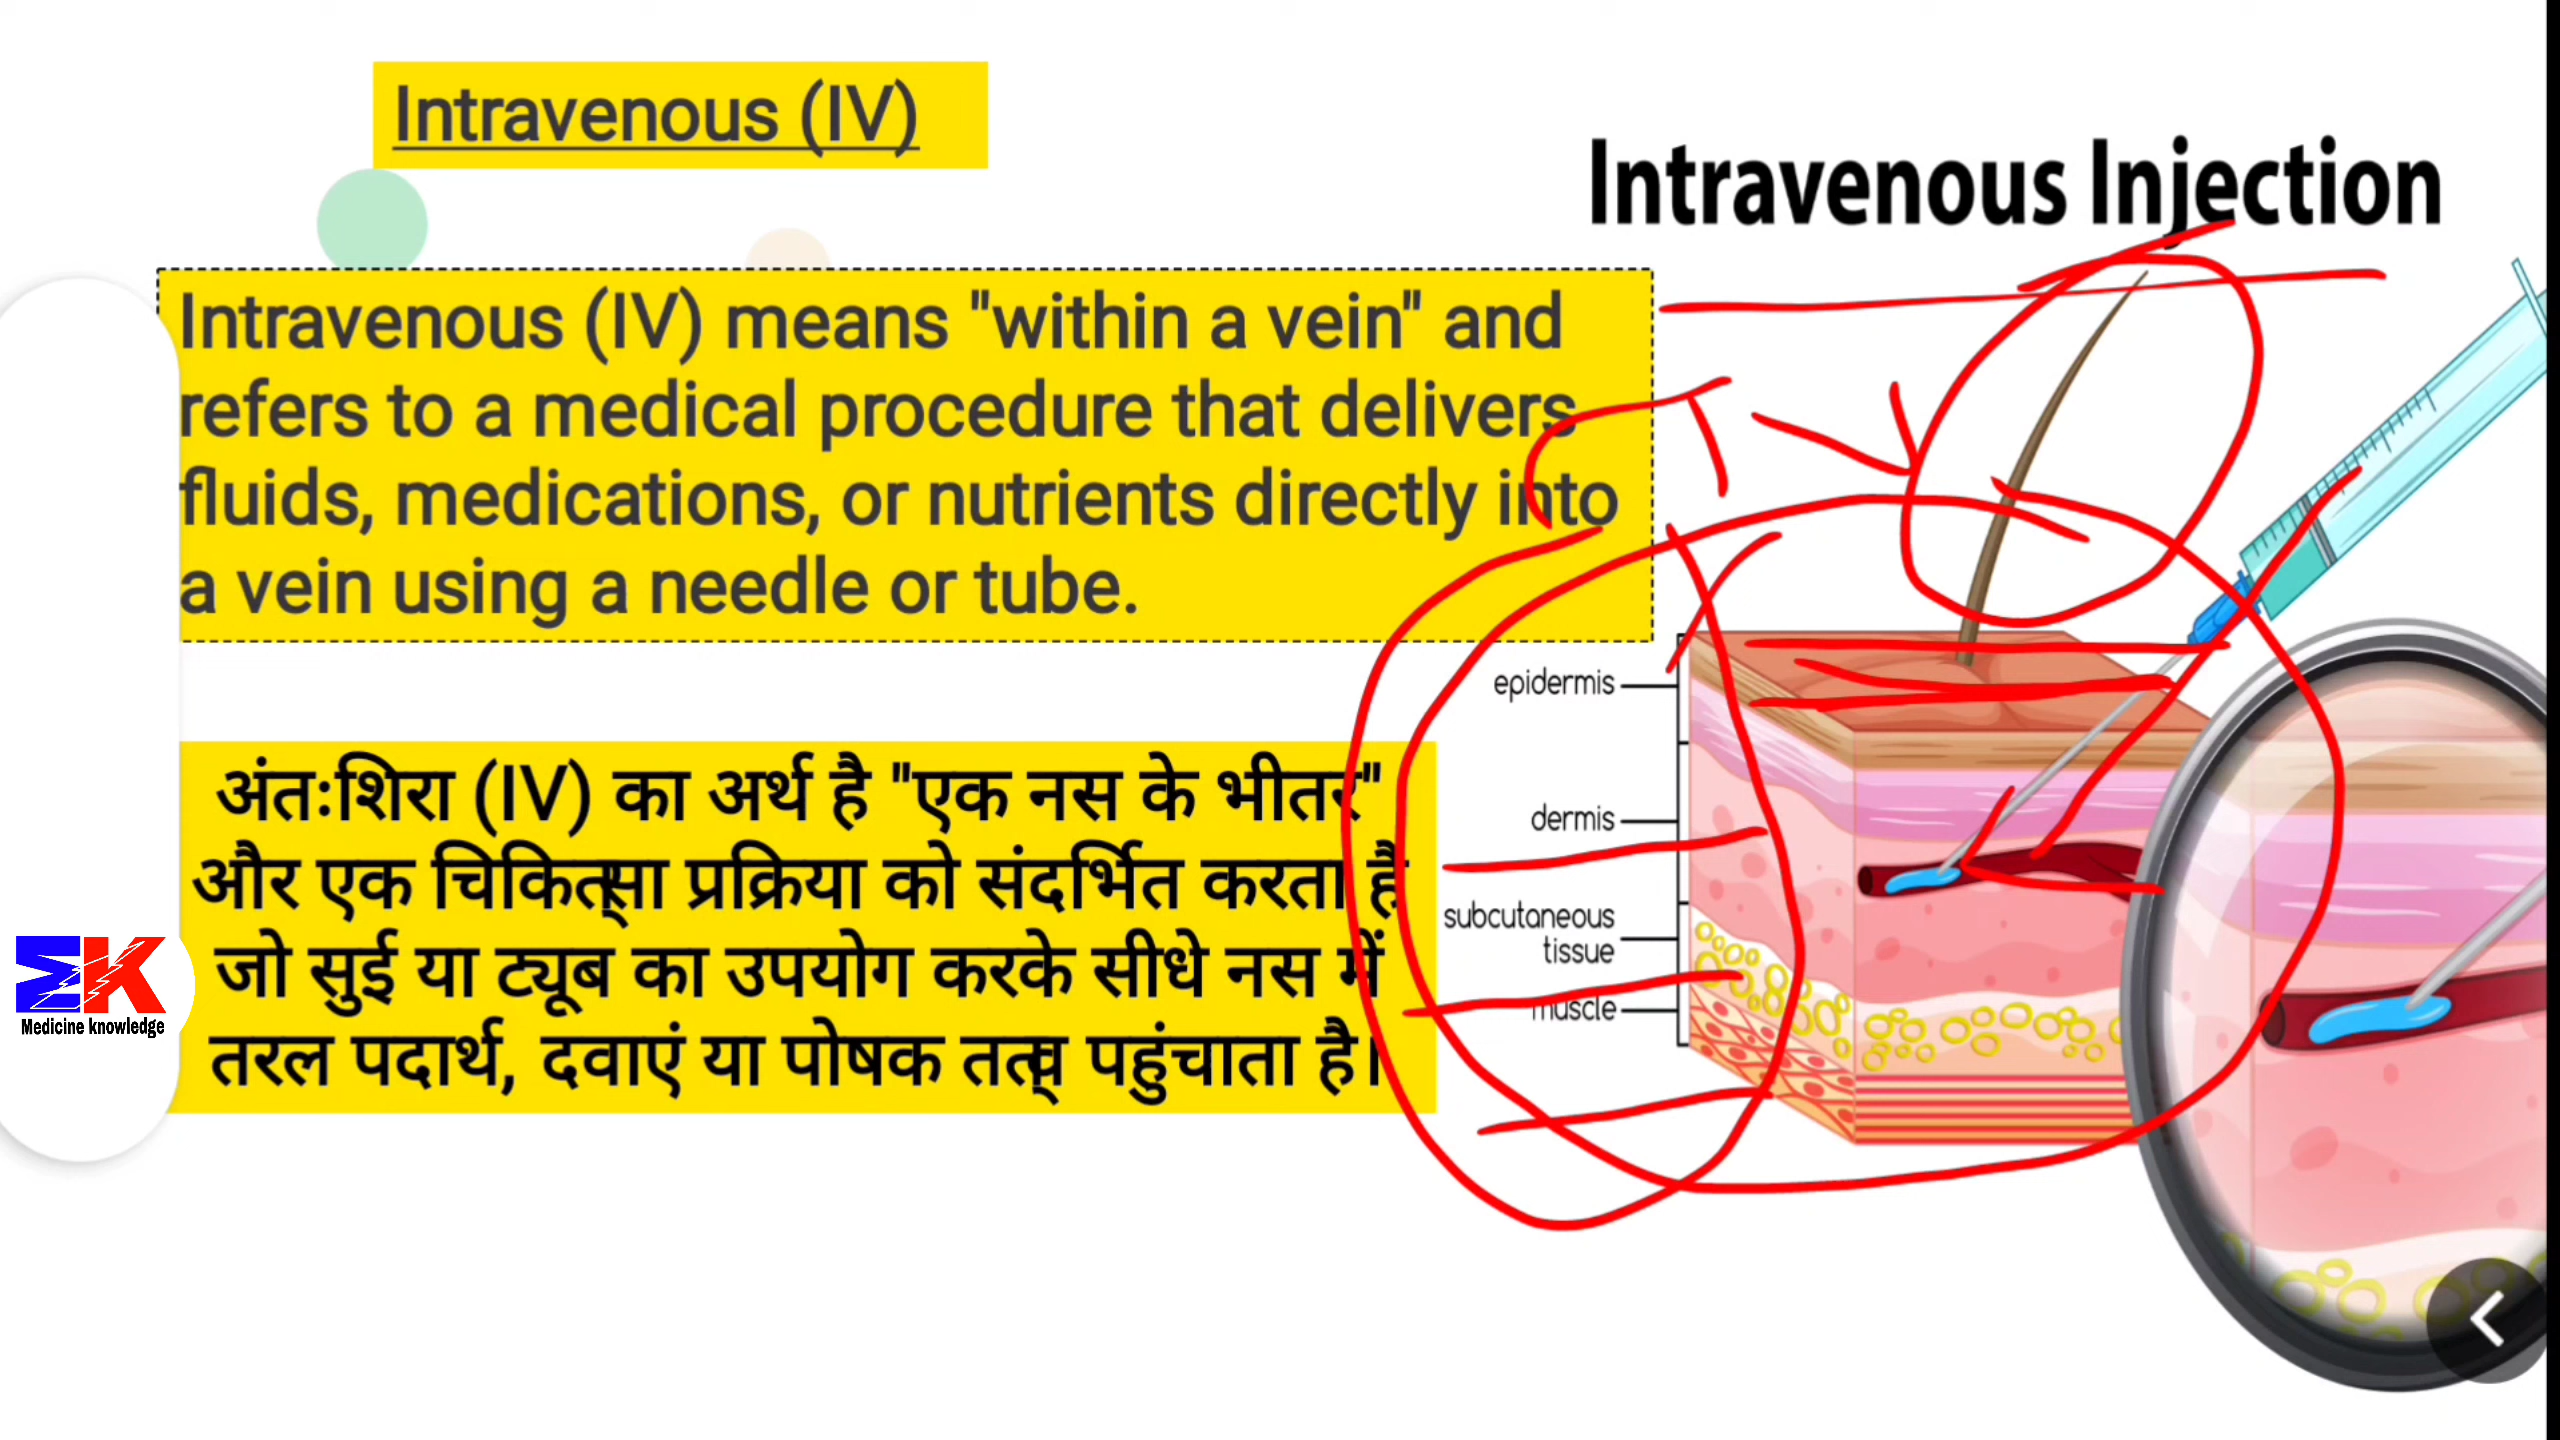 Intravenous (IV)
Intravenous Injection
Intravenous (IV) means "within a vein" and
refers to a medical procedure that delivers
fluids, medications, or nutrients directly into
a vein using a needle or tube.
अंतःशिरा (IV) का अर्थ है "एक नस के भीतर"
और एक चिकित्सा प्रक्रिया को संदर्भित करता है
जो सुई या ट्यूब का उपयोग करके सीधे नस में
तरल पदार्थ, दवाएं या पोषक तत्व पहुंचाता है।
epidermis
dermis
subcutaneous
tissue
muscle
MK
Medicine knowledge